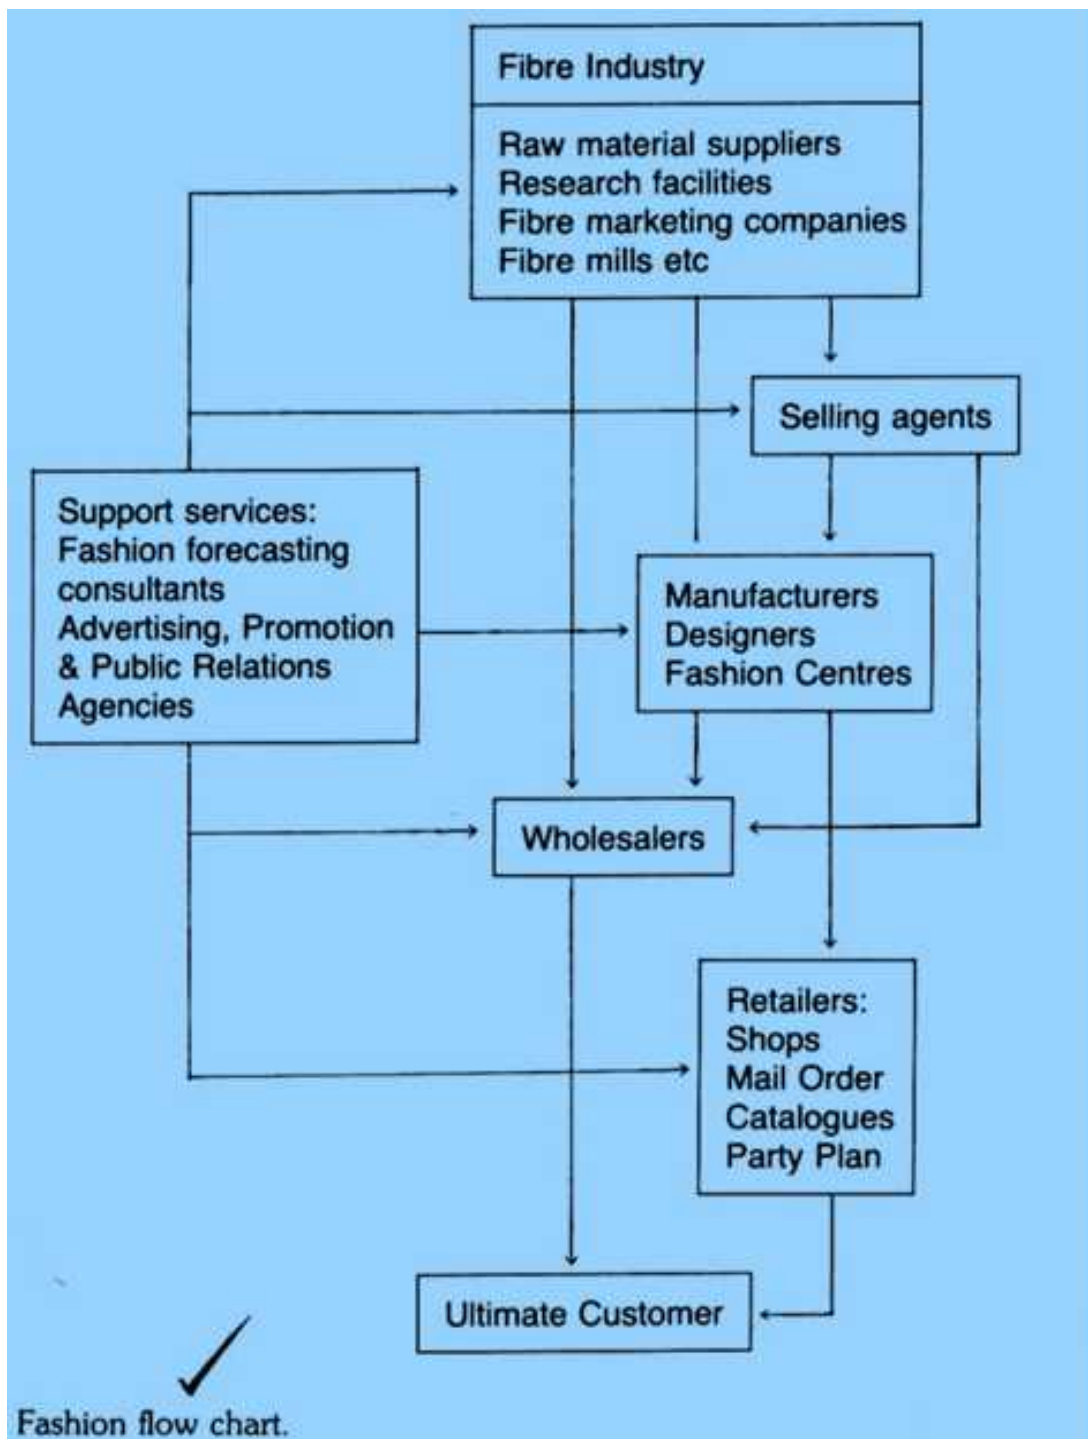 Fibre Industry
Raw material suppliers
Research facilities
Fibre marketing companies
Fibre mills etc
Selling agents
Support services:
Fashion forecasting
consultants
Advertising, Promotion
& Public Relations
Agencies
Manufacturers
Designers
Fashion Centres
Wholesalers
Retailers:
Shops
Mail Order
Catalogues
Party Plan
Ultimate Customer
Fashion flow chart.